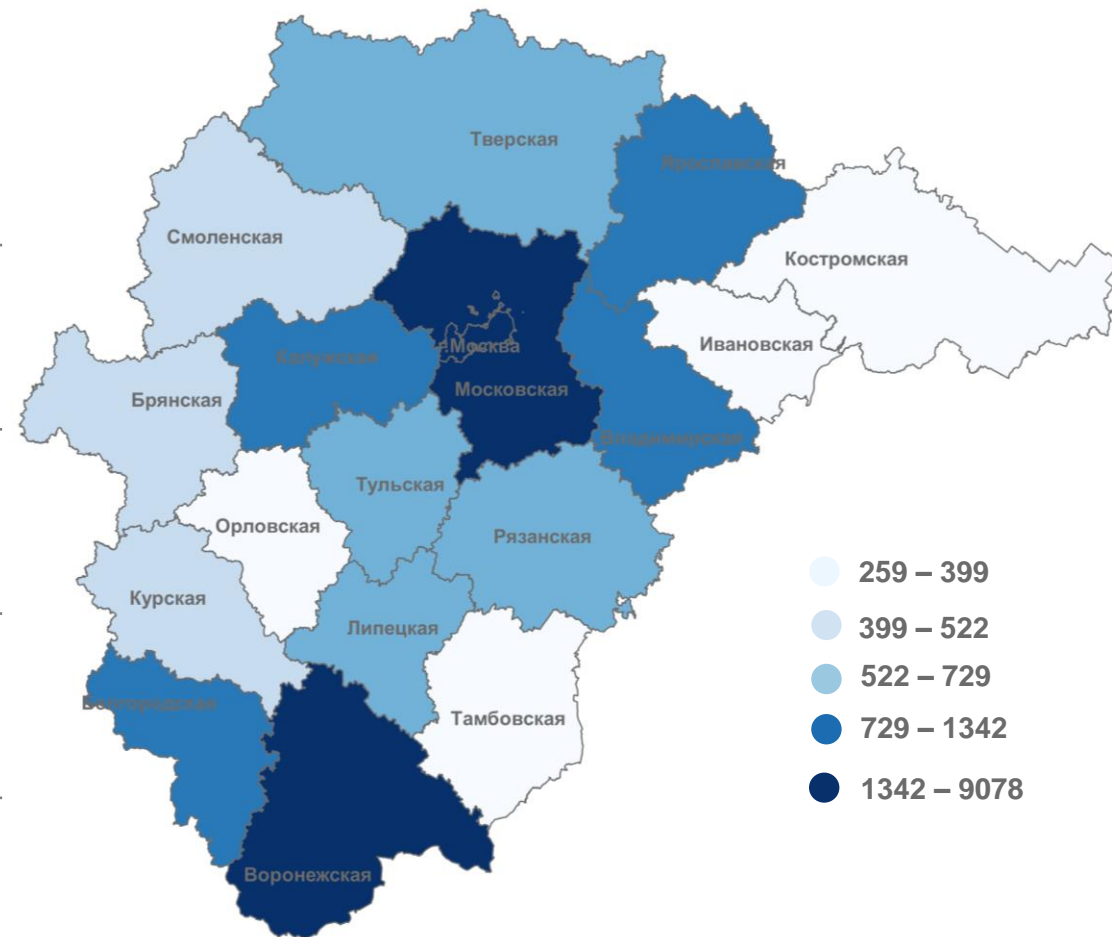 Тверская
Ярославская
Смоленская
Костромская
г.Москва
Ивановская
Калужская
Московская
Брянская
Владимирская
Тульская
Орловская
Рязанская
Курская
Липецкая
Белгородская
Тамбовская
Воронежская
259 – 399
399 – 522
522 – 729
729 – 1342
1342 – 9078